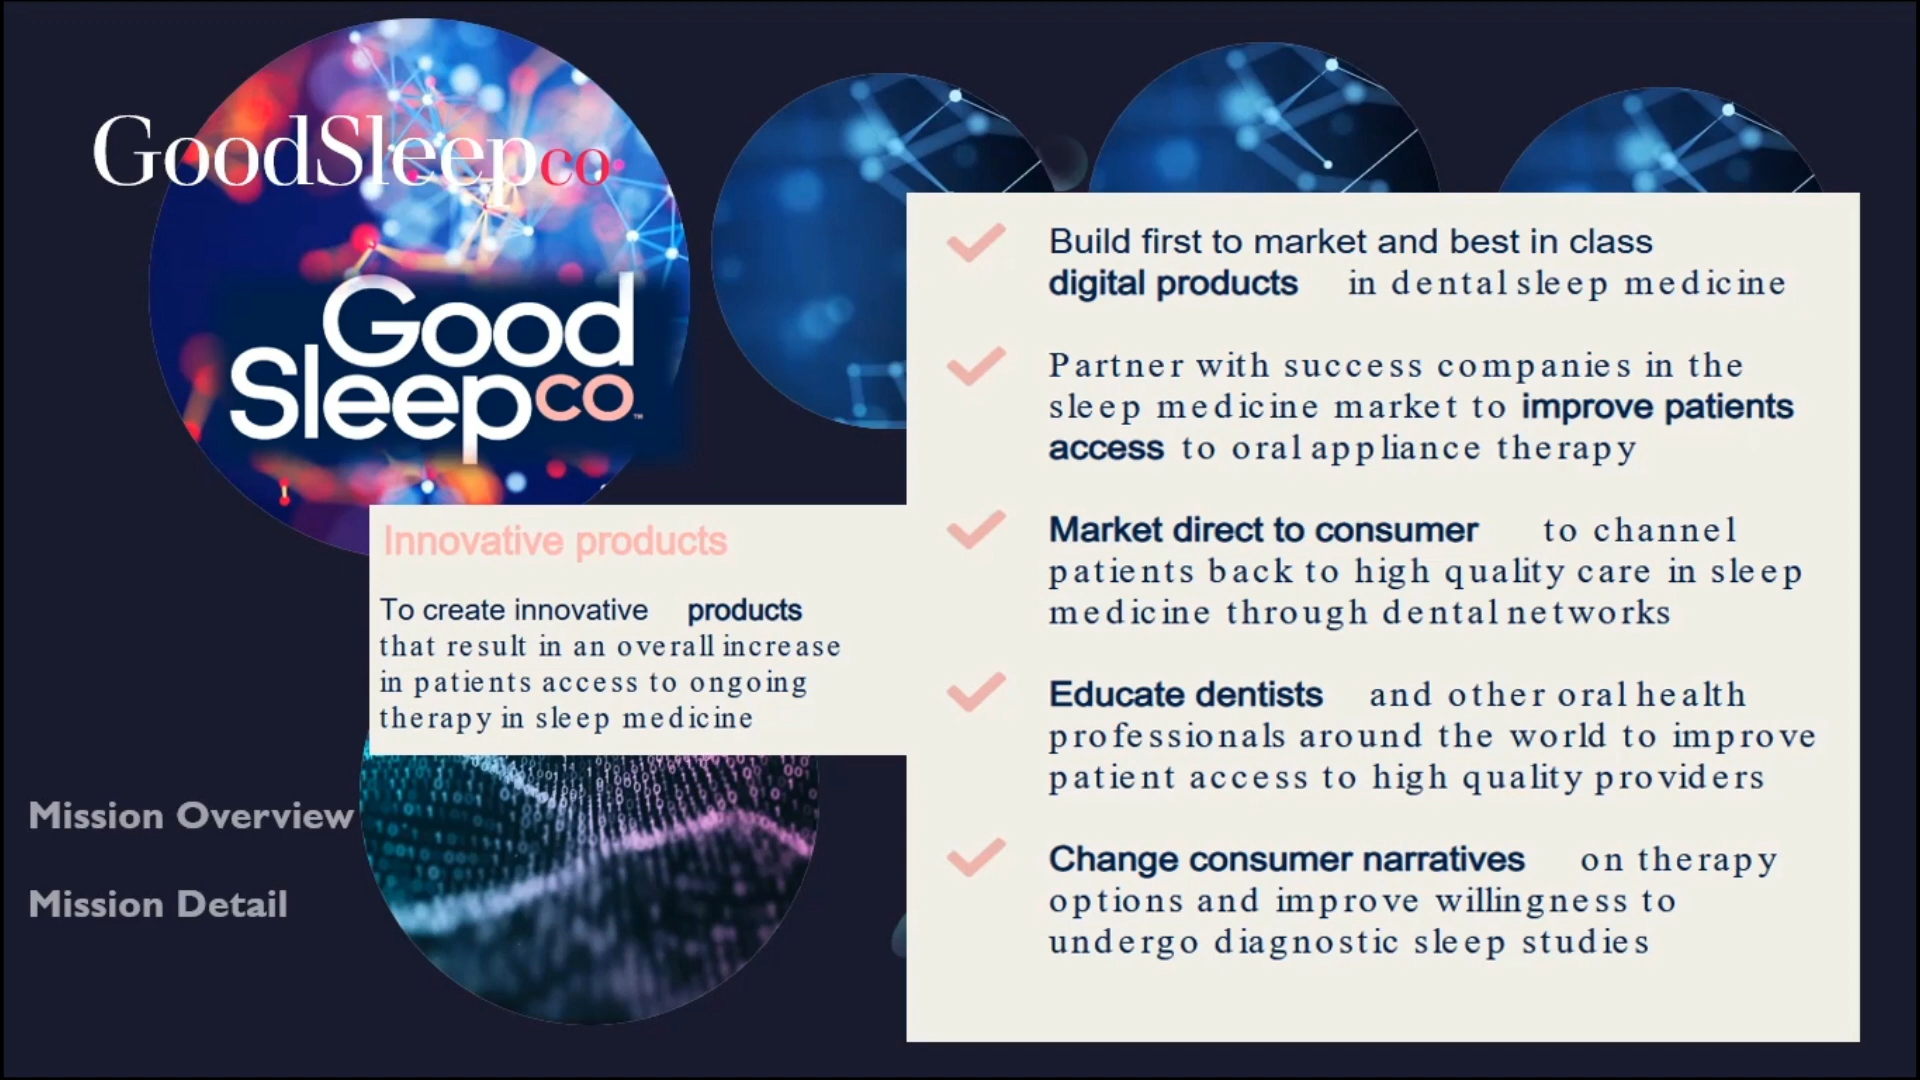 GoodSleepco
Good
Sleepco™
Innovative products
To create innovative products
that result in an overall increase
in patients access to ongoing
therapy in sleep medicine
Mission Overview
Mission Detail
Build first to market and best in class
digital products in dental sleep medicine
Partner with success companies in the
sleep medicine market to improve patients
access to oral appliance therapy
Market direct to consumer to channel
patients back to high quality care in sleep
medicine through dental networks
Educate dentists and other oral health
professionals around the world to improve
patient access to high quality providers
Change consumer narratives on therapy
options and improve willingness to
undergo diagnostic sleep studies